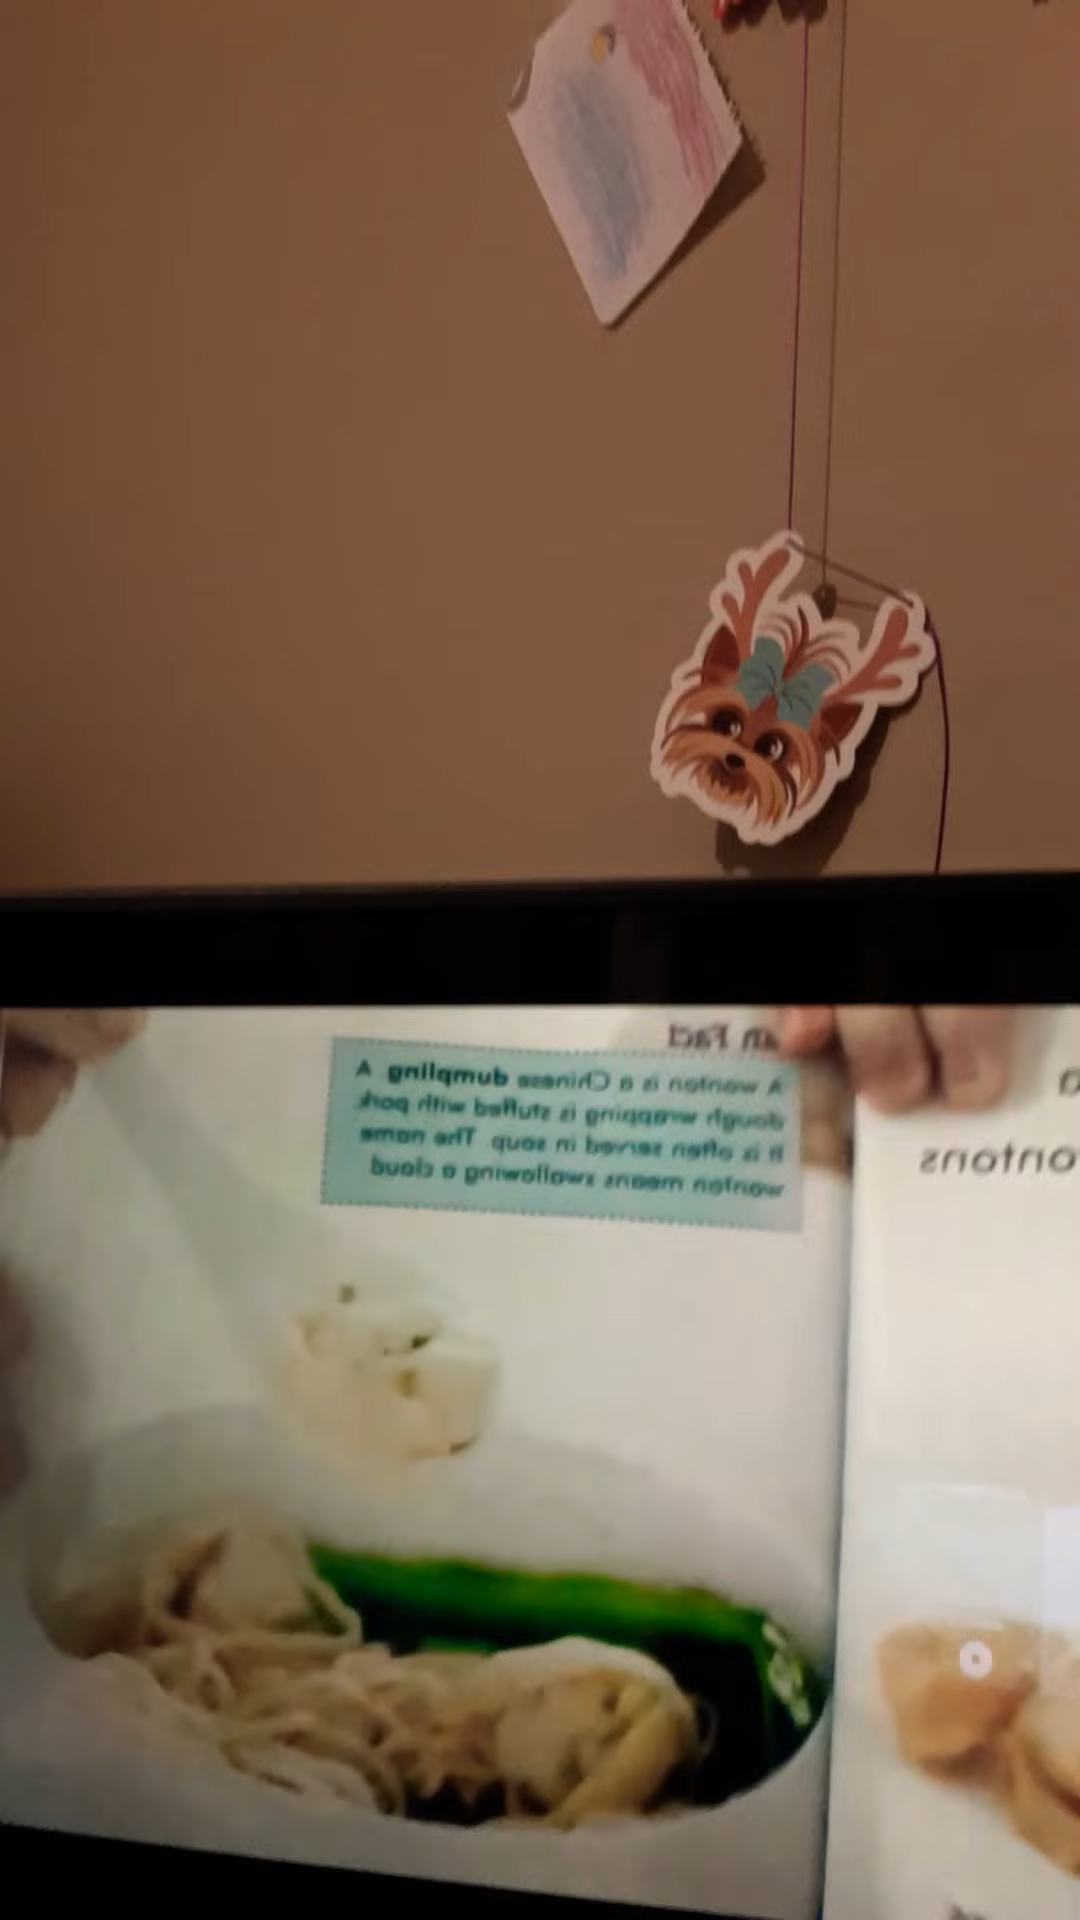 un Fact
A wonton is a Chinese dumpling A
dough wrapping is stuffed with pork
It is often served in soup The name
wonton means swallowing a cloud
a
ontons